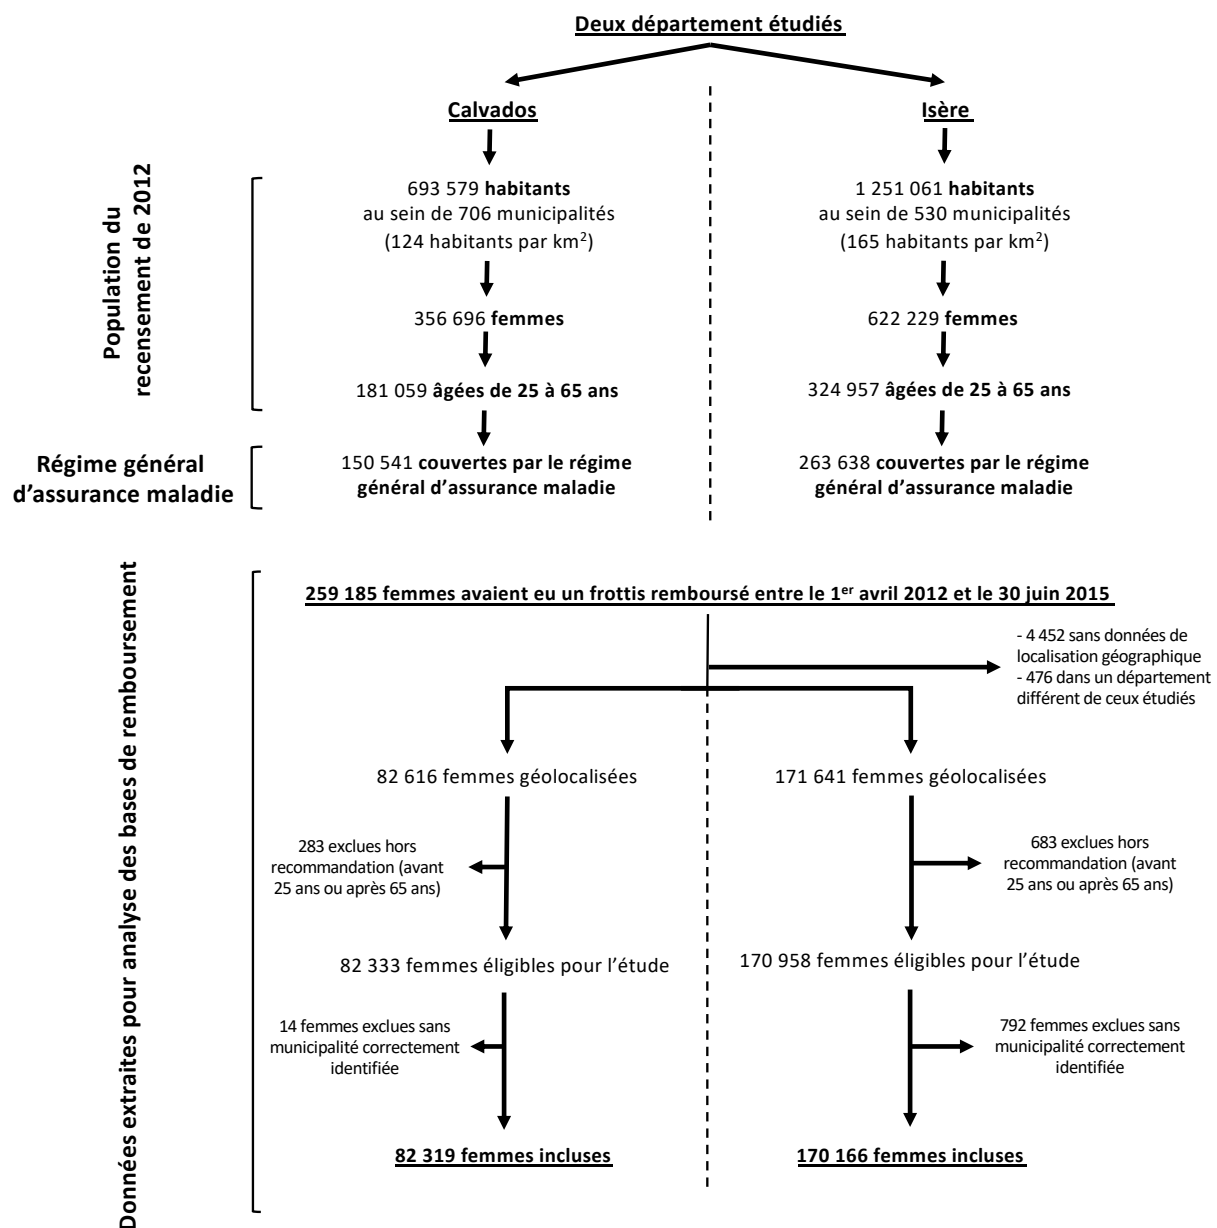 Deux département étudiés
Calvados
Isère
Population du
recensement de 2012
693 579 habitants
au sein de 706 municipalités
(124 habitants par km²)
1 251 061 habitants
au sein de 530 municipalités
(165 habitants par km²)
356 696 femmes
622 229 femmes
181 059 âgées de 25 à 65 ans
324 957 âgées de 25 à 65 ans
Régime général
d’assurance maladie
150 541 couvertes par le régime
général d’assurance maladie
263 638 couvertes par le régime
général d’assurance maladie
Données extraites pour analyse des bases de remboursement
259 185 femmes avaient eu un frottis remboursé entre le 1er avril 2012 et le 30 juin 2015
- 4 452 sans données de
localisation géographique
- 476 dans un département
différent de ceux étudiés
82 616 femmes géolocalisées
171 641 femmes géolocalisées
283 exclues hors
recommandation (avant
25 ans ou après 65 ans)
683 exclues hors
recommandation (avant
25 ans ou après 65 ans)
82 333 femmes éligibles pour l’étude
170 958 femmes éligibles pour l’étude
14 femmes exclues sans
municipalité correctement
identifiée
792 femmes exclues sans
municipalité correctement
identifiée
82 319 femmes incluses
170 166 femmes incluses